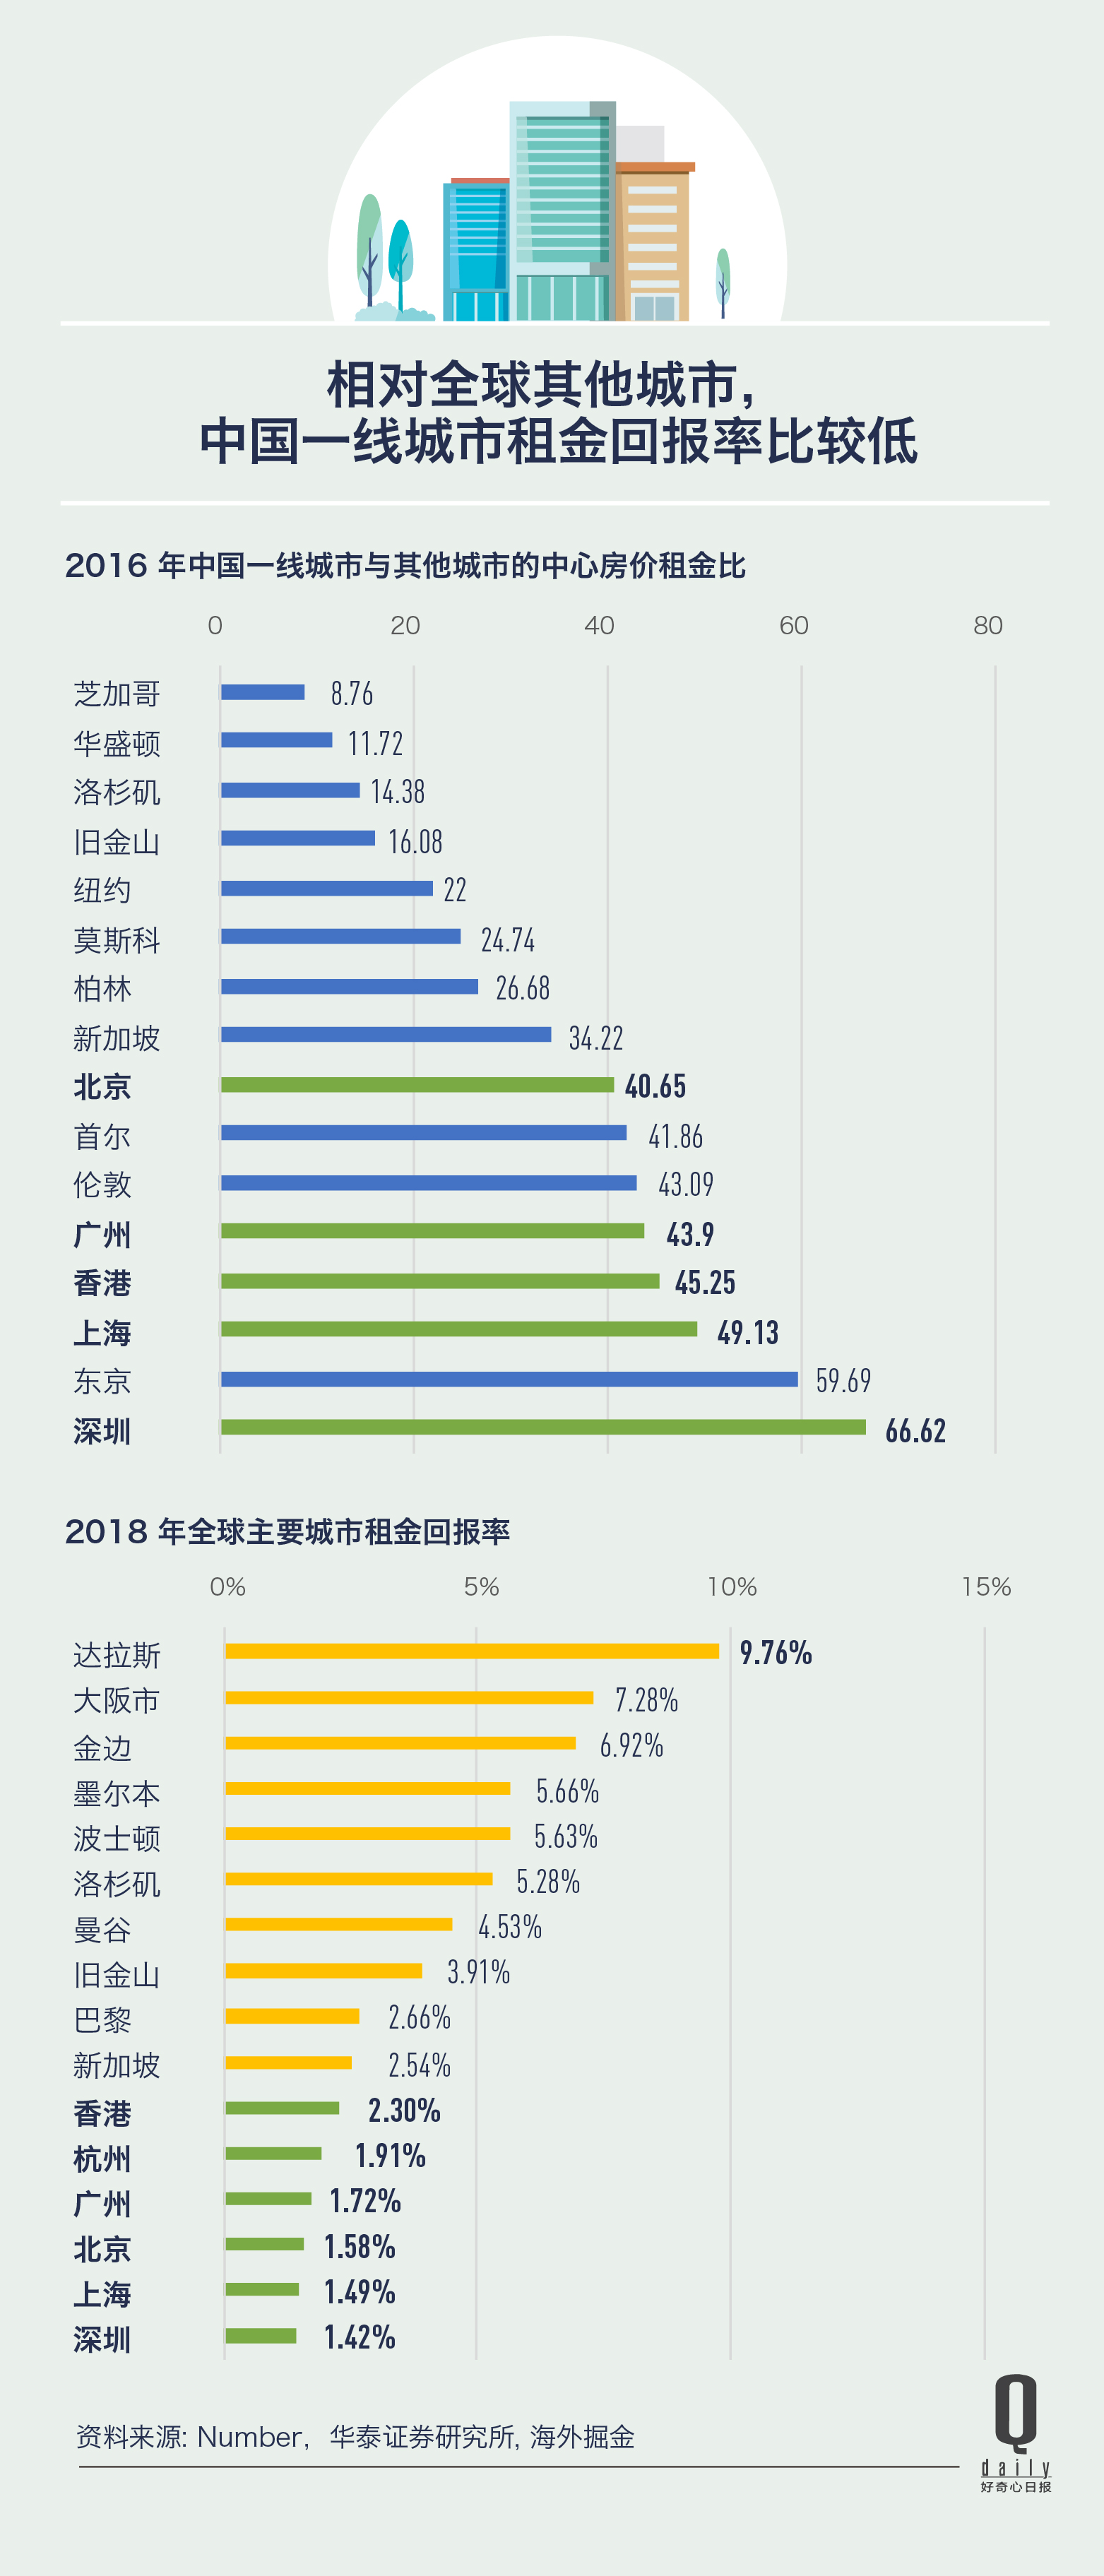 相对全球其他城市，
中国一线城市租金回报率比较低
2016 年中国一线城市与其他城市的中心房价租金比
0 20 40 60 80
芝加哥 8.76
华盛顿 11.72
洛杉矶 14.38
旧金山 16.08
纽约 22
莫斯科 24.74
柏林 26.68
新加坡 34.22
北京 40.65
首尔 41.86
伦敦 43.09
广州 43.9
香港 45.25
上海 49.13
东京 59.69
深圳 66.62
2018 年全球主要城市租金回报率
0% 5% 10% 15%
达拉斯 9.76%
大阪市 7.28%
金边 6.92%
墨尔本 5.66%
波士顿 5.63%
洛杉矶 5.28%
曼谷 4.53%
旧金山 3.91%
巴黎 2.66%
新加坡 2.54%
香港 2.30%
杭州 1.91%
广州 1.72%
北京 1.58%
上海 1.49%
深圳 1.42%
资料来源: Number，华泰证券研究所, 海外掘金
Q
daily
好奇心日报